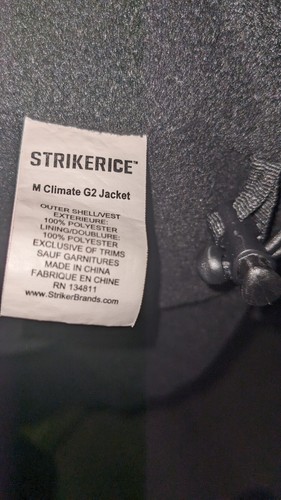 STRIKERICE™
M Climate G2 Jacket
OUTER SHELL/VEST
EXTERIEURE:
100% POLYESTER
LINING/DOUBLURE:
100% POLYESTER
EXCLUSIVE OF TRIMS
SAUF GARNITURES
MADE IN CHINA
FABRIQUE EN CHINE
RN 134811
www.StrikerBrands.com